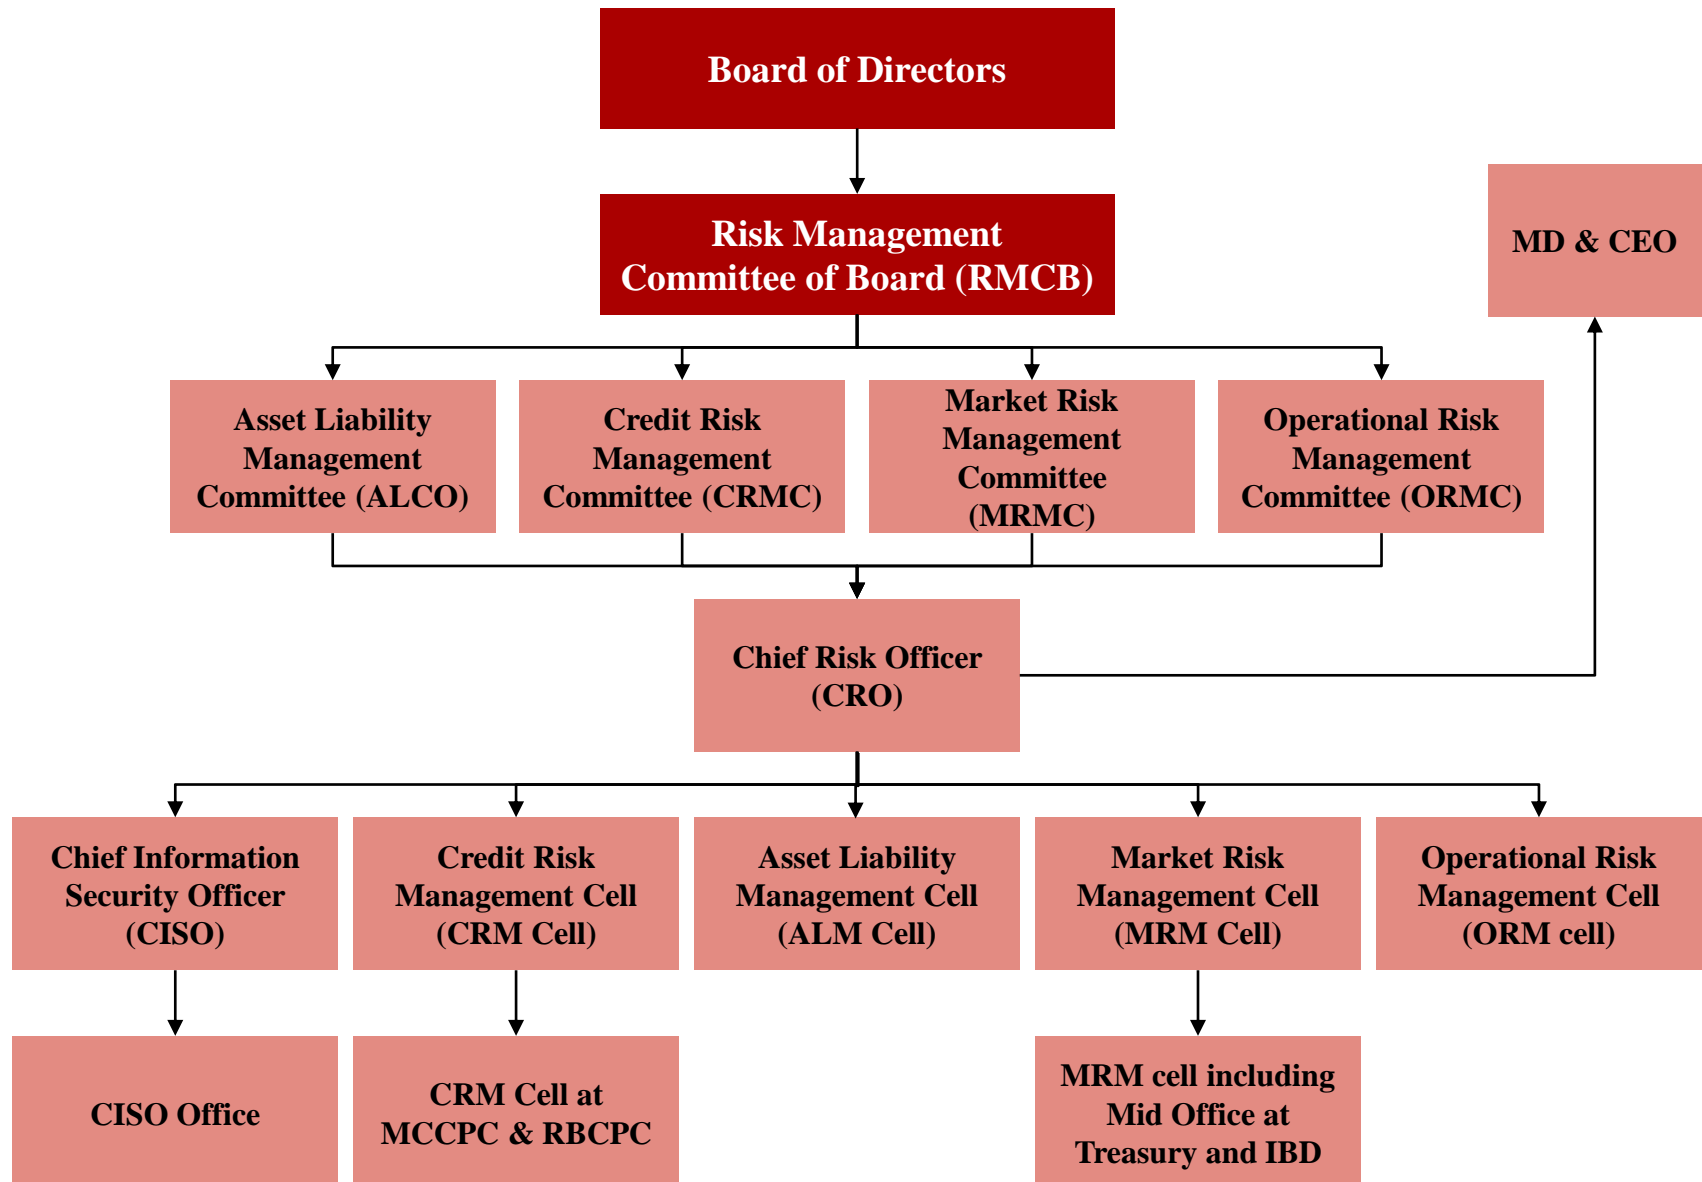 Board of Directors
Risk Management
Committee of Board (RMCB)
MD & CEO
Asset Liability
Management
Committee (ALCO)
Credit Risk
Management
Committee (CRMC)
Market Risk
Management
Committee
(MRMC)
Operational Risk
Management
Committee (ORMC)
Chief Risk Officer
(CRO)
Chief Information
Security Officer
(CISO)
Credit Risk
Management Cell
(CRM Cell)
Asset Liability
Management Cell
(ALM Cell)
Market Risk
Management Cell
(MRM Cell)
Operational Risk
Management Cell
(ORM cell)
CISO Office
CRM Cell at
MCCPC & RBCPC
MRM cell including
Mid Office at
Treasury and IBD